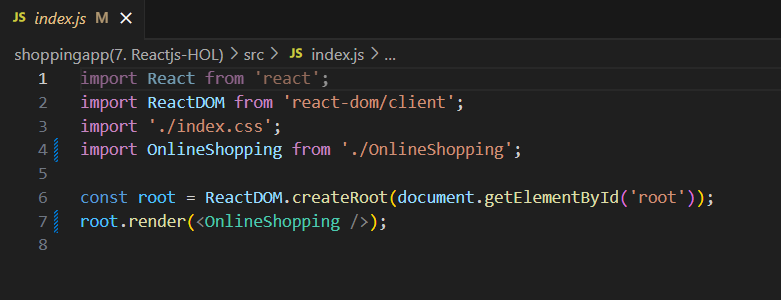 JS index.js M ×
shoppingapp(7. Reactjs-HOL) > src > JS index.js > ...
1 import React from 'react';
2 import ReactDOM from 'react-dom/client';
3 import './index.css';
4 import OnlineShopping from './OnlineShopping';
5
6 const root = ReactDOM.createRoot(document.getElementById('root'));
7 root.render(<OnlineShopping />);
8